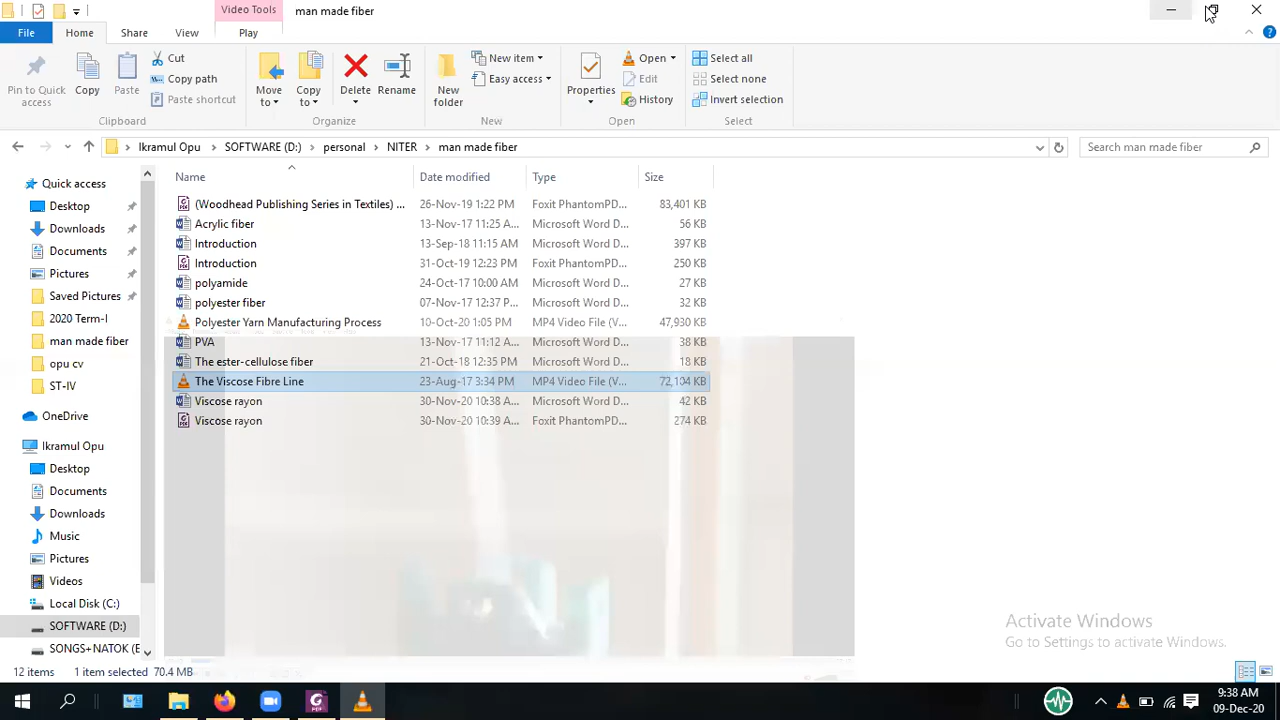 Video Tools
man made fiber
File
Home
Share
View
Play
Pin to Quick access
Copy
Paste
Cut
Copy path
Paste shortcut
Clipboard
Move to
Copy to
Delete
Rename
Organize
New folder
New item
Easy access
New
Properties
Open
Edit
History
Open
Select all
Select none
Invert selection
Select
Ikramul Opu > SOFTWARE (D:) > personal > NITER > man made fiber
Search man made fiber
Name Date modified Type Size
(Woodhead Publishing Series in Textiles) ... 26-Nov-19 1:22 PM Foxit PhantomPD... 83,401 KB
Acrylic fiber 13-Nov-17 11:25 A... Microsoft Word D... 56 KB
Introduction 13-Sep-18 11:15 AM Microsoft Word D... 397 KB
Introduction 31-Oct-19 12:23 PM Foxit PhantomPD... 250 KB
polyamide 24-Oct-17 10:00 AM Microsoft Word D... 27 KB
polyester fiber 07-Nov-17 12:37 P... Microsoft Word D... 32 KB
Polyester Yarn Manufacturing Process 10-Oct-20 1:05 PM MP4 Video File (V... 47,930 KB
PVA 13-Nov-17 11:12 A... Microsoft Word D... 38 KB
The ester-cellulose fiber 21-Oct-18 12:35 PM Microsoft Word D... 18 KB
The Viscose Fibre Line 23-Aug-17 3:34 PM MP4 Video File (V... 72,104 KB
Viscose rayon 30-Nov-20 10:38 A... Microsoft Word D... 42 KB
Viscose rayon 30-Nov-20 10:39 A... Foxit PhantomPD... 274 KB
Quick access
Desktop
Downloads
Documents
Pictures
Saved Pictures
2020 Term-I
man made fiber
opu cv
ST-IV
OneDrive
Ikramul Opu
Desktop
Documents
Downloads
Music
Pictures
Videos
Local Disk (C:)
SOFTWARE (D:)
SONGS+NATOK (E
Activate Windows
Go to Settings to activate Windows.
12 items 1 item selected 70.4 MB
9:38 AM
09-Dec-20